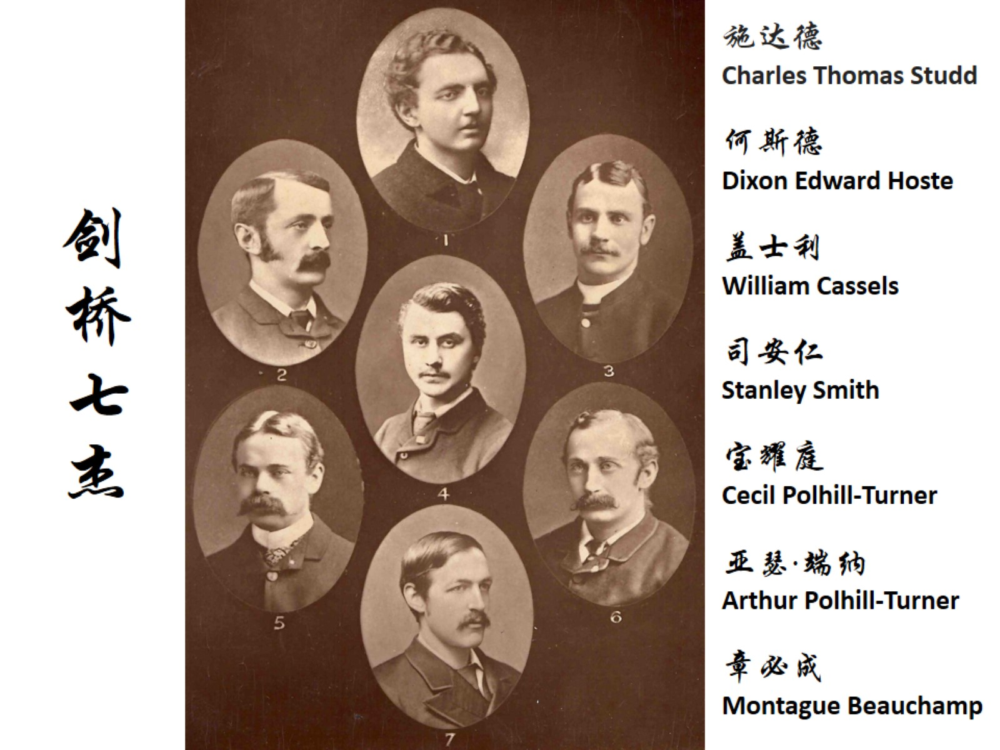 剑桥七杰
1
2
3
4
5
6
7
施达德
Charles Thomas Studd
何斯德
Dixon Edward Hoste
盖士利
William Cassels
司安仁
Stanley Smith
宝耀庭
Cecil Polhill-Turner
亚瑟·端纳
Arthur Polhill-Turner
章必成
Montague Beauchamp